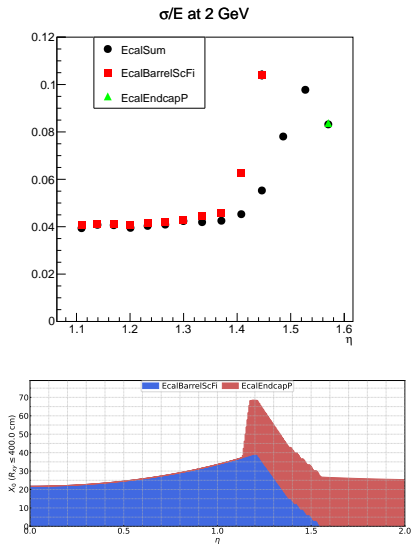 σ/E at 2 GeV
0.12
EcalSum
EcalBarrelScFi
EcalEndcapP
0.1
0.08
0.06
0.04
0.02
0
1.1 1.2 1.3 1.4 1.5 1.6
η
EcalBarrelScFi EcalEndcapP
70
60
50
40
30
20
10
0
X₀ (Rₓᵧ ≤ 400.0 cm)
0.0 0.5 1.0 1.5 2.0
η